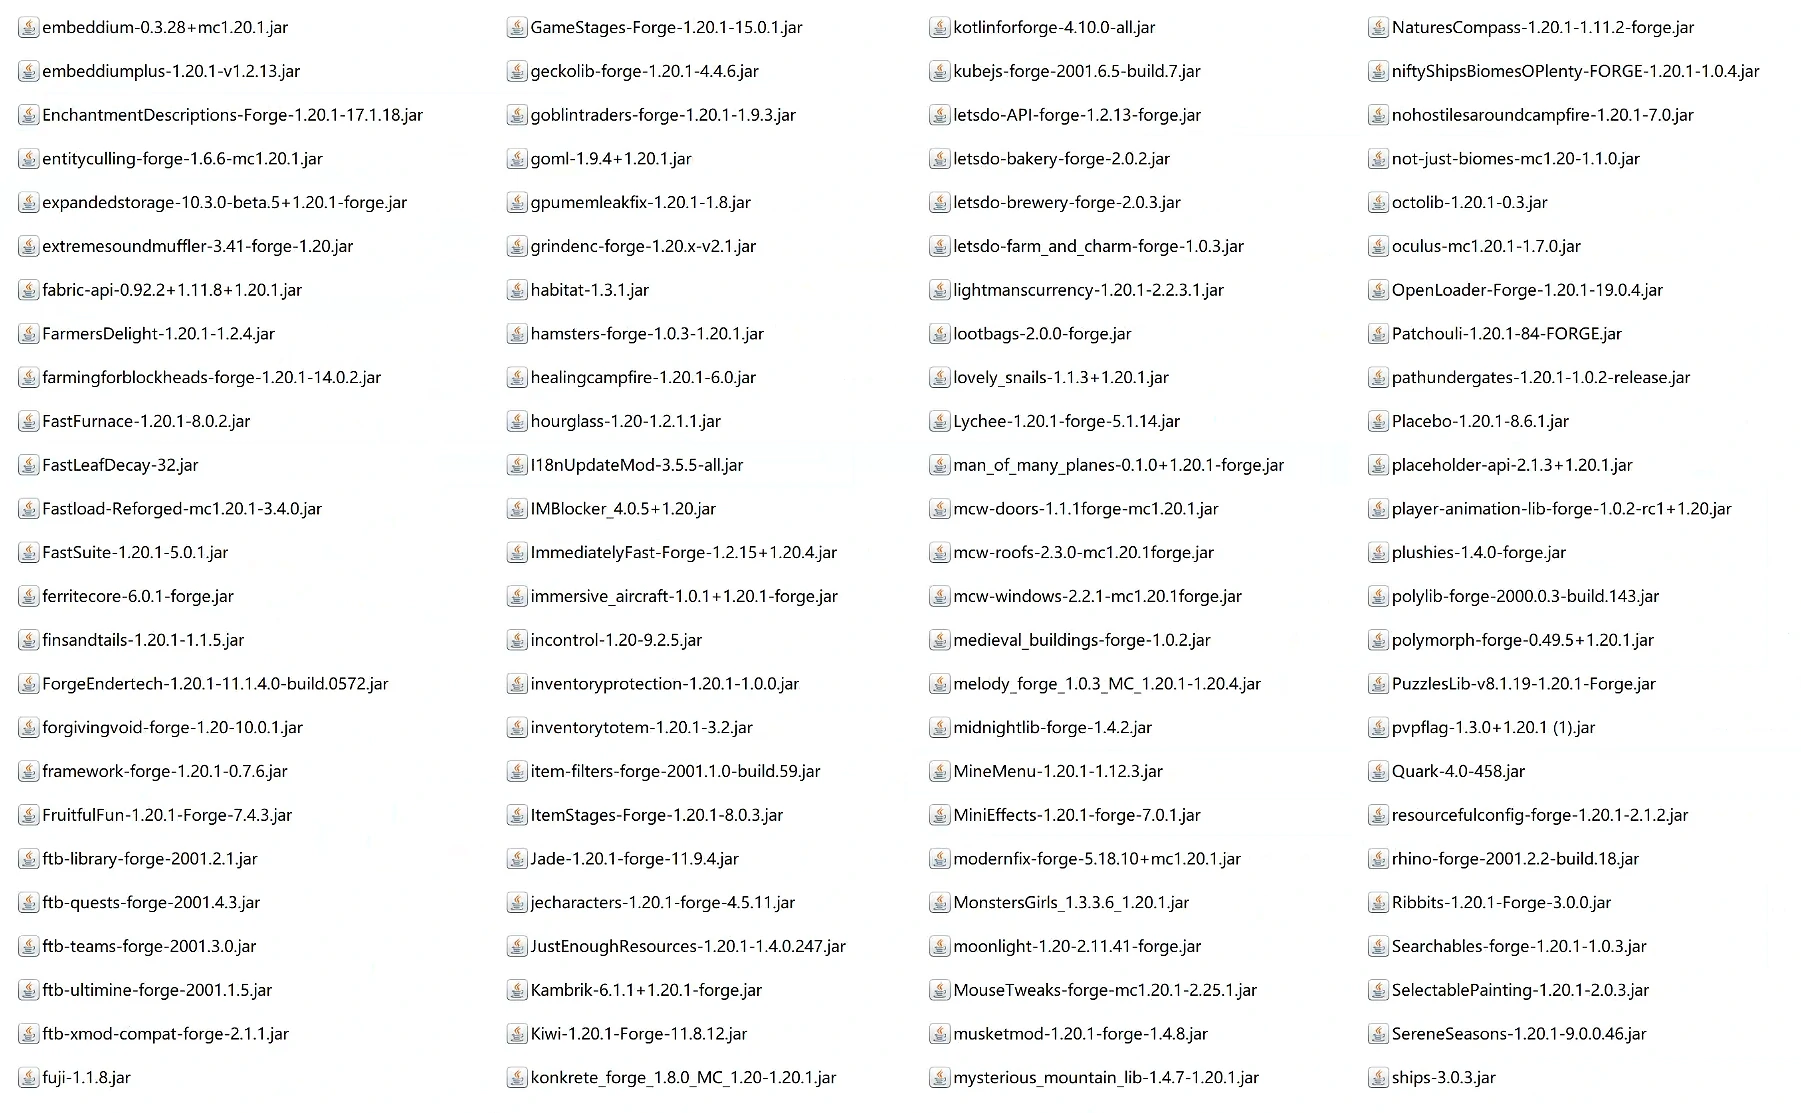 embeddium-0.3.28+mc1.20.1.jar
embeddiumplus-1.20.1-v1.2.13.jar
EnchantmentDescriptions-Forge-1.20.1-17.1.18.jar
entityculling-forge-1.6.6-mc1.20.1.jar
expandedstorage-10.3.0-beta.5+1.20.1-forge.jar
extremesoundmuffler-3.41-forge-1.20.jar
fabric-api-0.92.2+1.11.8+1.20.1.jar
FarmersDelight-1.20.1-1.2.4.jar
farmingforblockheads-forge-1.20.1-14.0.2.jar
FastFurnace-1.20.1-8.0.2.jar
FastLeafDecay-32.jar
Fastload-Reforged-mc1.20.1-3.4.0.jar
FastSuite-1.20.1-5.0.1.jar
ferritecore-6.0.1-forge.jar
finsandtails-1.20.1-1.1.5.jar
ForgeEndertech-1.20.1-11.1.4.0-build.0572.jar
forgivingvoid-forge-1.20-10.0.1.jar
framework-forge-1.20.1-0.7.6.jar
FruitfulFun-1.20.1-Forge-7.4.3.jar
ftb-library-forge-2001.2.1.jar
ftb-quests-forge-2001.4.3.jar
ftb-teams-forge-2001.3.0.jar
ftb-ultimine-forge-2001.1.5.jar
ftb-xmod-compat-forge-2.1.1.jar
fuji-1.1.8.jar
GameStages-Forge-1.20.1-15.0.1.jar
geckolib-forge-1.20.1-4.4.6.jar
goblintraders-forge-1.20.1-1.9.3.jar
goml-1.9.4+1.20.1.jar
gpumemleakfix-1.20.1-1.8.jar
grindenc-forge-1.20.x-v2.1.jar
habitat-1.3.1.jar
hamsters-forge-1.0.3-1.20.1.jar
healingcampfire-1.20.1-6.0.jar
hourglass-1.20-1.2.1.1.jar
I18nUpdateMod-3.5.5-all.jar
IMBlocker_4.0.5+1.20.jar
ImmediatelyFast-Forge-1.2.15+1.20.4.jar
immersive_aircraft-1.0.1+1.20.1-forge.jar
incontrol-1.20-9.2.5.jar
inventoryprotection-1.20.1-1.0.0.jar
inventorytotem-1.20.1-3.2.jar
item-filters-forge-2001.1.0-build.59.jar
ItemStages-Forge-1.20.1-8.0.3.jar
Jade-1.20.1-forge-11.9.4.jar
jecharacters-1.20.1-forge-4.5.11.jar
JustEnoughResources-1.20.1-1.4.0.247.jar
Kambrik-6.1.1+1.20.1-forge.jar
Kiwi-1.20.1-Forge-11.8.12.jar
konkrete_forge_1.8.0_MC_1.20-1.20.1.jar
kotlinforforge-4.10.0-all.jar
kubejs-forge-2001.6.5-build.7.jar
letsdo-API-forge-1.2.13-forge.jar
letsdo-bakery-forge-2.0.2.jar
letsdo-brewery-forge-2.0.3.jar
letsdo-farm_and_charm-forge-1.0.3.jar
lightmanscurrency-1.20.1-2.2.3.1.jar
lootbags-2.0.0-forge.jar
lovely_snails-1.1.3+1.20.1.jar
Lychee-1.20.1-forge-5.1.14.jar
man_of_many_planes-0.1.0+1.20.1-forge.jar
mcw-doors-1.1.1forge-mc1.20.1.jar
mcw-roofs-2.3.0-mc1.20.1forge.jar
mcw-windows-2.2.1-mc1.20.1forge.jar
medieval_buildings-forge-1.0.2.jar
melody_forge_1.0.3_MC_1.20.1-1.20.4.jar
midnightlib-forge-1.4.2.jar
MineMenu-1.20.1-1.12.3.jar
MiniEffects-1.20.1-forge-7.0.1.jar
modernfix-forge-5.18.10+mc1.20.1.jar
MonstersGirls_1.3.3.6_1.20.1.jar
moonlight-1.20-2.11.41-forge.jar
MouseTweaks-forge-mc1.20.1-2.25.1.jar
musketmod-1.20.1-forge-1.4.8.jar
mysterious_mountain_lib-1.4.7-1.20.1.jar
NaturesCompass-1.20.1-1.11.2-forge.jar
niftyShipsBiomesOPlenty-FORGE-1.20.1-1.0.4.jar
nohostilesaroundcampfire-1.20.1-7.0.jar
not-just-biomes-mc1.20-1.1.0.jar
octolib-1.20.1-0.3.jar
oculus-mc1.20.1-1.7.0.jar
OpenLoader-Forge-1.20.1-19.0.4.jar
Patchouli-1.20.1-84-FORGE.jar
pathundergates-1.20.1-1.0.2-release.jar
Placebo-1.20.1-8.6.1.jar
placeholder-api-2.1.3+1.20.1.jar
player-animation-lib-forge-1.0.2-rc1+1.20.jar
plushies-1.4.0-forge.jar
polylib-forge-2000.0.3-build.143.jar
polymorph-forge-0.49.5+1.20.1.jar
PuzzlesLib-v8.1.19-1.20.1-Forge.jar
pvpflag-1.3.0+1.20.1 (1).jar
Quark-4.0-458.jar
resourcefulconfig-forge-1.20.1-2.1.2.jar
rhino-forge-2001.2.2-build.18.jar
Ribbits-1.20.1-Forge-3.0.0.jar
Searchables-forge-1.20.1-1.0.3.jar
SelectablePainting-1.20.1-2.0.3.jar
SereneSeasons-1.20.1-9.0.0.46.jar
ships-3.0.3.jar